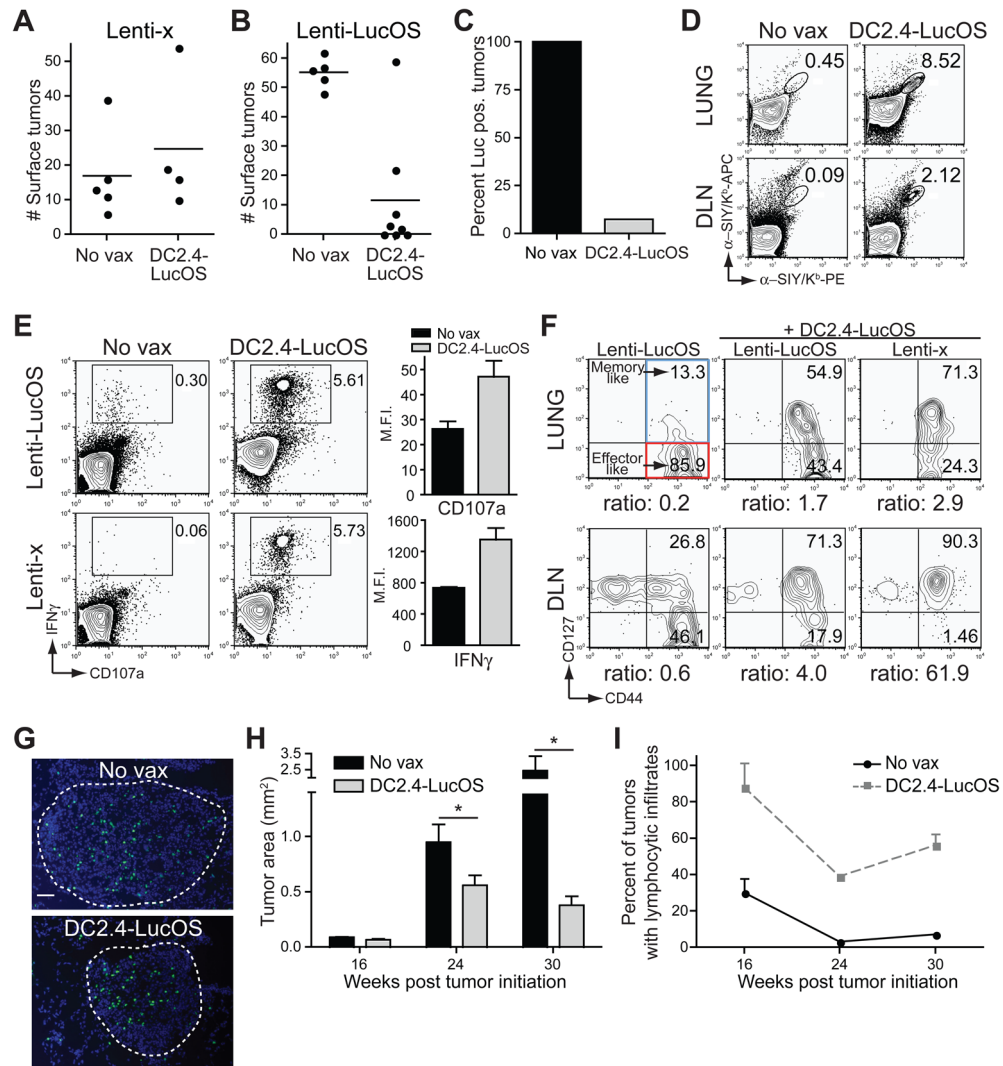 A
Lenti-x
# Surface tumors
50
40
30
20
10
0
No vax
DC2.4-
LucOS
B
Lenti-LucOS
# Surface tumors
60
50
40
30
20
10
0
No vax
DC2.4-
LucOS
C
Percent Luc pos. tumors
100
75
50
25
0
No vax
DC2.4-LucOS
D
No vax
DC2.4-LucOS
LUNG
0.45
8.52
DLN
0.09
2.12
α–SIY/Kᵇ-APC
α–SIY/Kᵇ-PE
E
No vax
DC2.4-LucOS
Lenti-LucOS
0.30
5.61
Lenti-x
0.06
5.73
IFNγ
CD107a
No vax
DC2.4-LucOS
M.F.I.
50
40
30
20
10
0
CD107a
M.F.I.
1600
1200
800
400
0
IFNγ
F
+ DC2.4-LucOS
Lenti-LucOS
Lenti-LucOS
Lenti-x
LUNG
Memory
like
13.3
Effector
like
85.9
54.9
43.4
71.3
24.3
ratio: 0.2
ratio: 1.7
ratio: 2.9
DLN
26.8
46.1
71.3
17.9
90.3
1.46
ratio: 0.6
ratio: 4.0
ratio: 61.9
CD127
CD44
G
No vax
DC2.4-LucOS
H
No vax
DC2.4-LucOS
Tumor area (mm²)
3.5
2.5
1.0
0.5
0.0
*
*
16
24
30
Weeks post tumor initiation
I
No vax
DC2.4-LucOS
Percent of tumors
with lymphocytic infiltrates
100
80
60
40
20
0
16
24
30
Weeks post tumor initiation